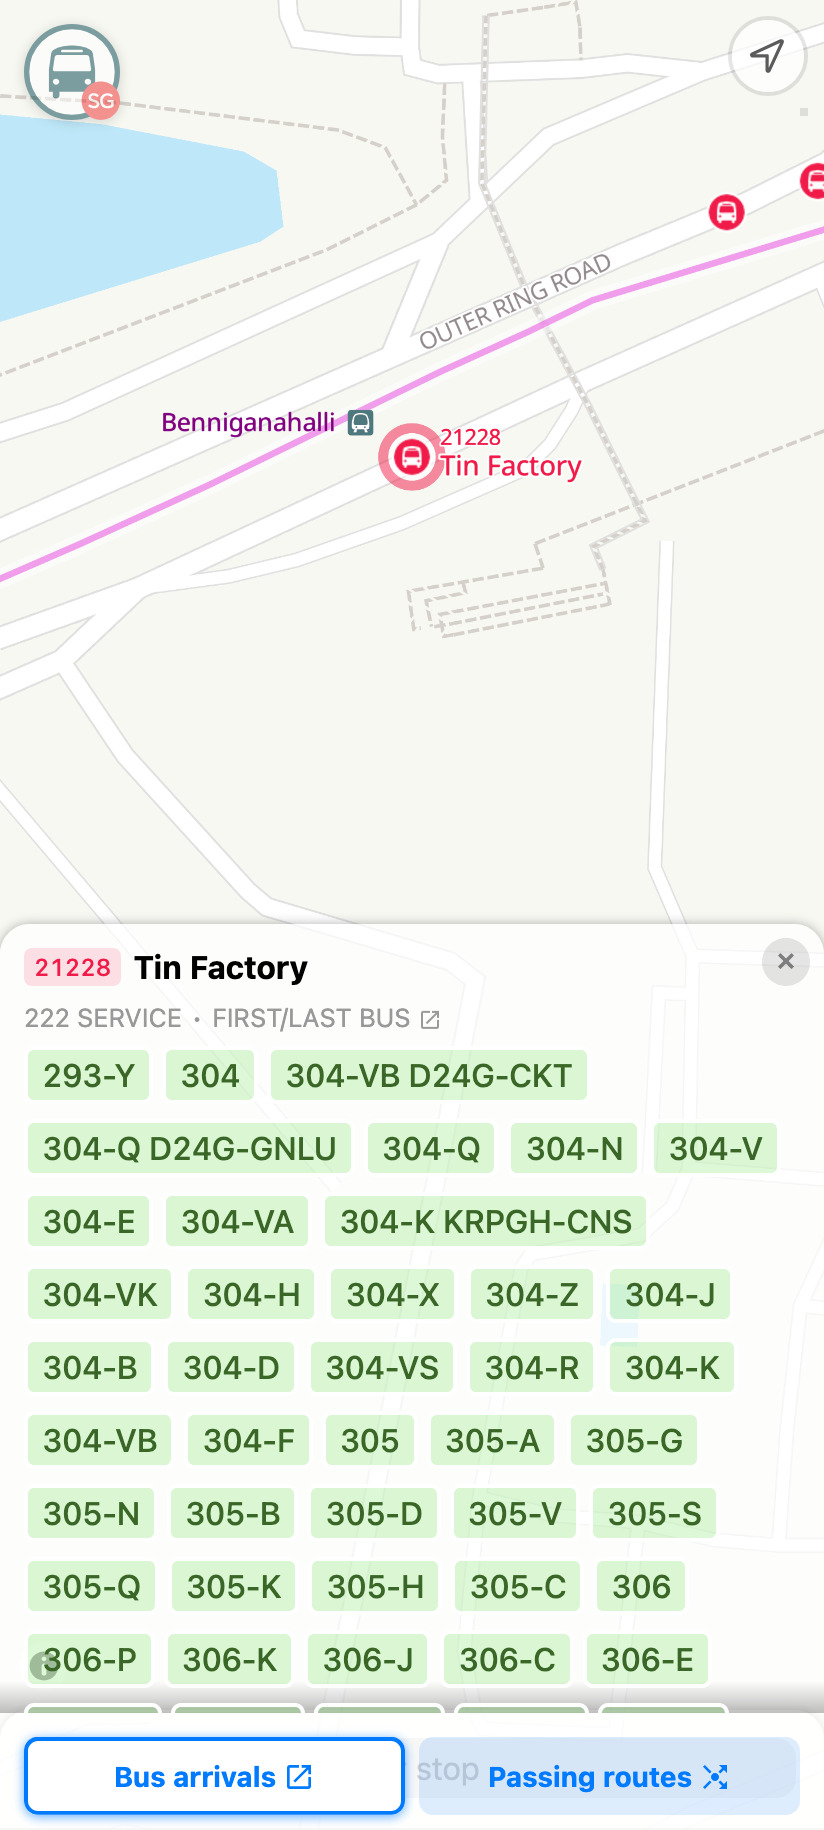 SG
OUTER RING ROAD
Benniganahalli
21228
Tin Factory
21228 Tin Factory
222 SERVICE · FIRST/LAST BUS
293-Y 304 304-VB D24G-CKT
304-Q D24G-GNLU 304-Q 304-N 304-V
304-E 304-VA 304-K KRPGH-CNS
304-VK 304-H 304-X 304-Z 304-J
304-B 304-D 304-VS 304-R 304-K
304-VB 304-F 305 305-A 305-G
305-N 305-B 305-D 305-V 305-S
305-Q 305-K 305-H 305-C 306
306-P 306-K 306-J 306-C 306-E
Bus arrivals stop Passing routes